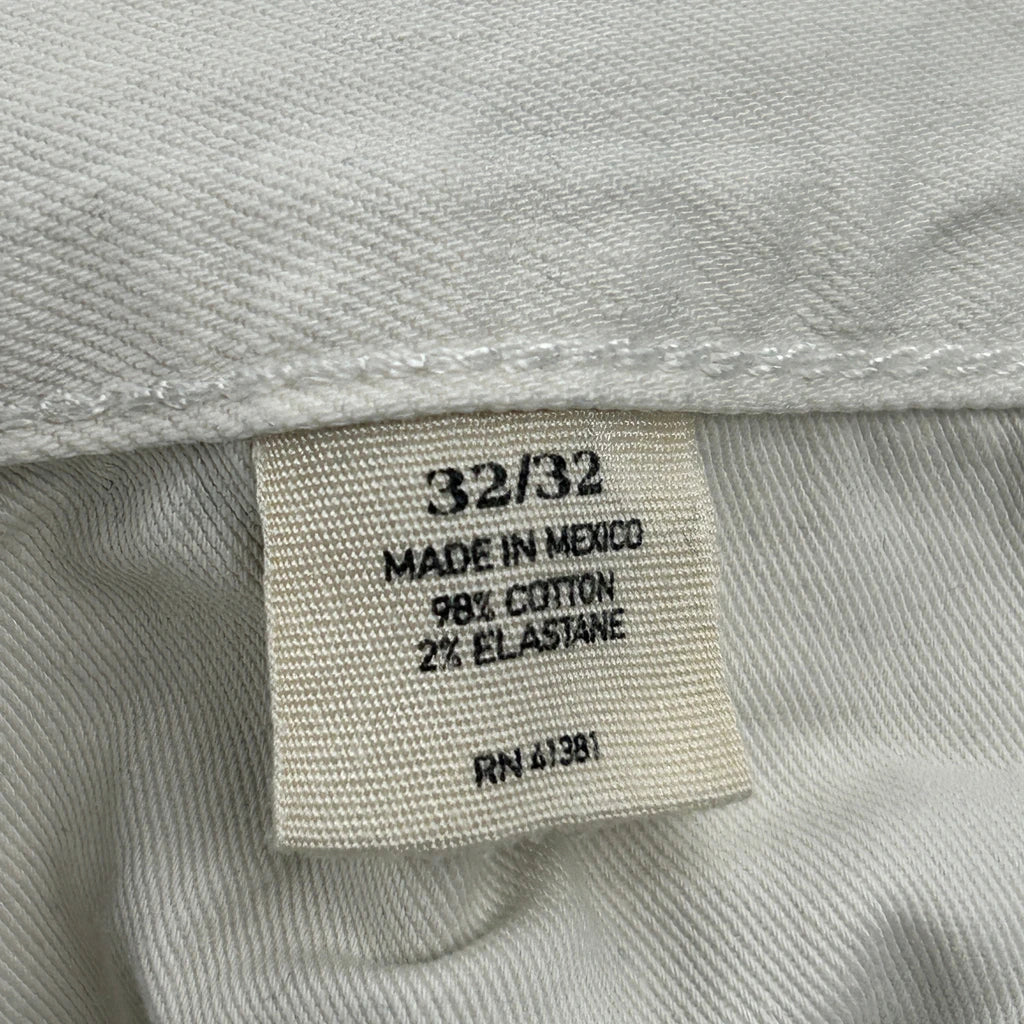 32/32
MADE IN MEXICO
98% COTTON
2% ELASTANE
RN 41381